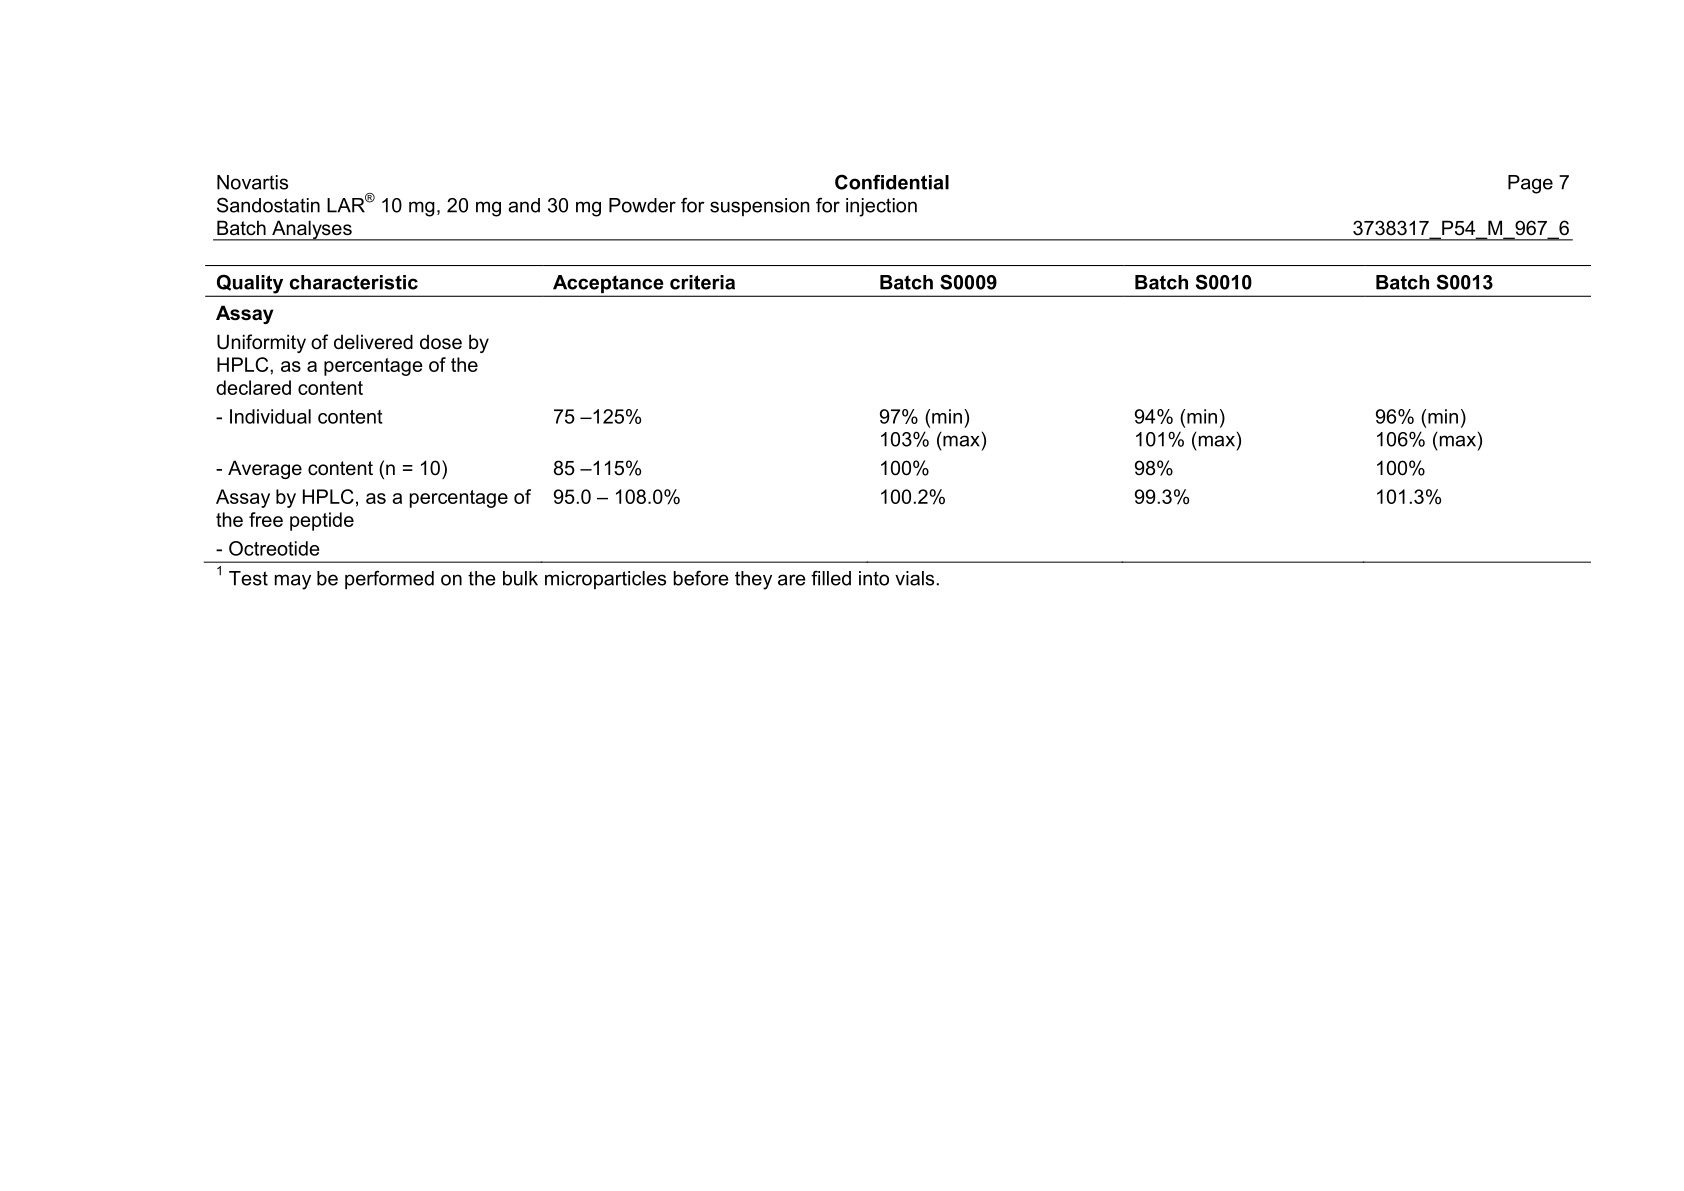 Novartis Confidential Page 7
Sandostatin LAR® 10 mg, 20 mg and 30 mg Powder for suspension for injection
Batch Analyses 3738317_P54_M_967_6
Quality characteristic Acceptance criteria Batch S0009 Batch S0010 Batch S0013
Assay
Uniformity of delivered dose by
HPLC, as a percentage of the
declared content
- Individual content 75 –125% 97% (min) 94% (min) 96% (min)
103% (max) 101% (max) 106% (max)
- Average content (n = 10) 85 –115% 100% 98% 100%
Assay by HPLC, as a percentage of 95.0 – 108.0% 100.2% 99.3% 101.3%
the free peptide
- Octreotide
1 Test may be performed on the bulk microparticles before they are filled into vials.